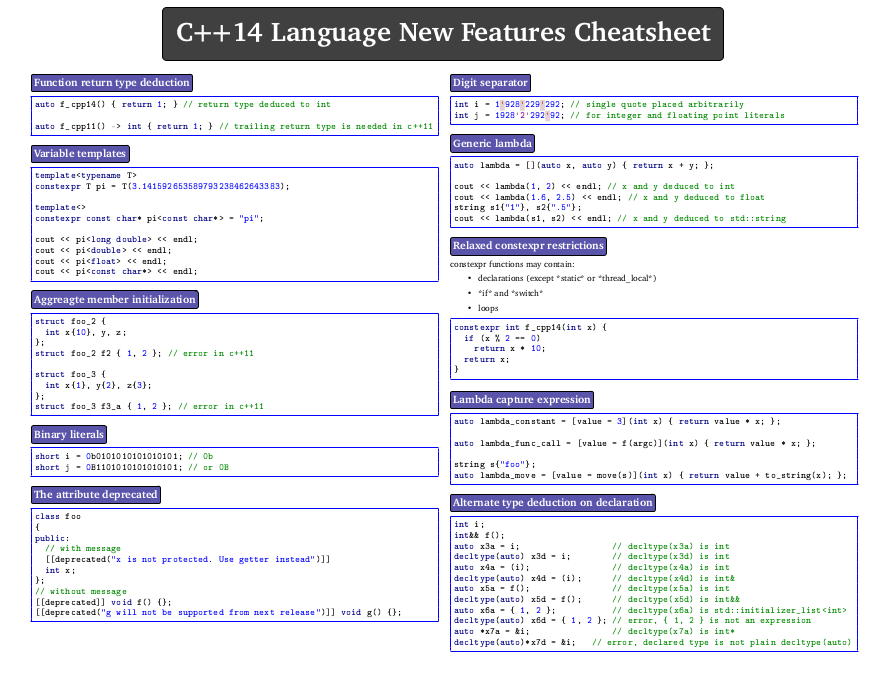 C++14 Language New Features Cheatsheet
Function return type deduction
auto f_cpp14() { return 1; } // return type deduced to int
auto f_cpp11() -> int { return 1; } // trailing return type is needed in c++11
Variable templates
template<typename T>
constexpr T pi = T(3.141592653589793238462643383);
template<>
constexpr const char* pi<const char*> = "pi";
cout << pi<long double> << endl;
cout << pi<double> << endl;
cout << pi<float> << endl;
cout << pi<const char*> << endl;
Aggreagte member initialization
struct foo_2 {
  int x{10}, y, z;
};
struct foo_2 f2 { 1, 2 }; // error in c++11
struct foo_3 {
  int x{1}, y{2}, z{3};
};
struct foo_3 f3_a { 1, 2 }; // error in c++11
Binary literals
short i = 0b0101010101010101; // 0b
short j = 0B1101010101010101; // or 0B
The attribute deprecated
class foo
{
public:
  // with message
  [[deprecated("x is not protected. Use getter instead")]]
  int x;
};
// without message
[[deprecated]] void f() {};
[[deprecated("g will not be supported from next release")]] void g() {};
Digit separator
int i = 1'928'229'292; // single quote placed arbitrarily
int j = 1928'2'292'92; // for integer and floating point literals
Generic lambda
auto lambda = [](auto x, auto y) { return x + y; };
cout << lambda(1, 2) << endl; // x and y deduced to int
cout << lambda(1.6, 2.5) << endl; // x and y deduced to float
string s1{"1"}, s2{".5"};
cout << lambda(s1, s2) << endl; // x and y deduced to std::string
Relaxed constexpr restrictions
constexpr functions may contain:
• declarations (except *static* or *thread_local*)
• *if* and *switch*
• loops
constexpr int f_cpp14(int x) {
  if (x % 2 == 0)
    return x * 10;
  return x;
}
Lambda capture expression
auto lambda_constant = [value = 3](int x) { return value * x; };
auto lambda_func_call = [value = f(argc)](int x) { return value * x; };
string s{"foo"};
auto lambda_move = [value = move(s)](int x) { return value + to_string(x); };
Alternate type deduction on declaration
int i;
int&& f();
auto x3a = i; // decltype(x3a) is int
decltype(auto) x3d = i; // decltype(x3d) is int
auto x4a = (i); // decltype(x4a) is int
decltype(auto) x4d = (i); // decltype(x4d) is int&
auto x5a = f(); // decltype(x5a) is int
decltype(auto) x5d = f(); // decltype(x5d) is int&&
auto x6a = { 1, 2 }; // decltype(x6a) is std::initializer_list<int>
decltype(auto) x6d = { 1, 2 }; // error, { 1, 2 } is not an expression
auto *x7a = &i; // decltype(x7a) is int*
decltype(auto)*x7d = &i; // error, declared type is not plain decltype(auto)